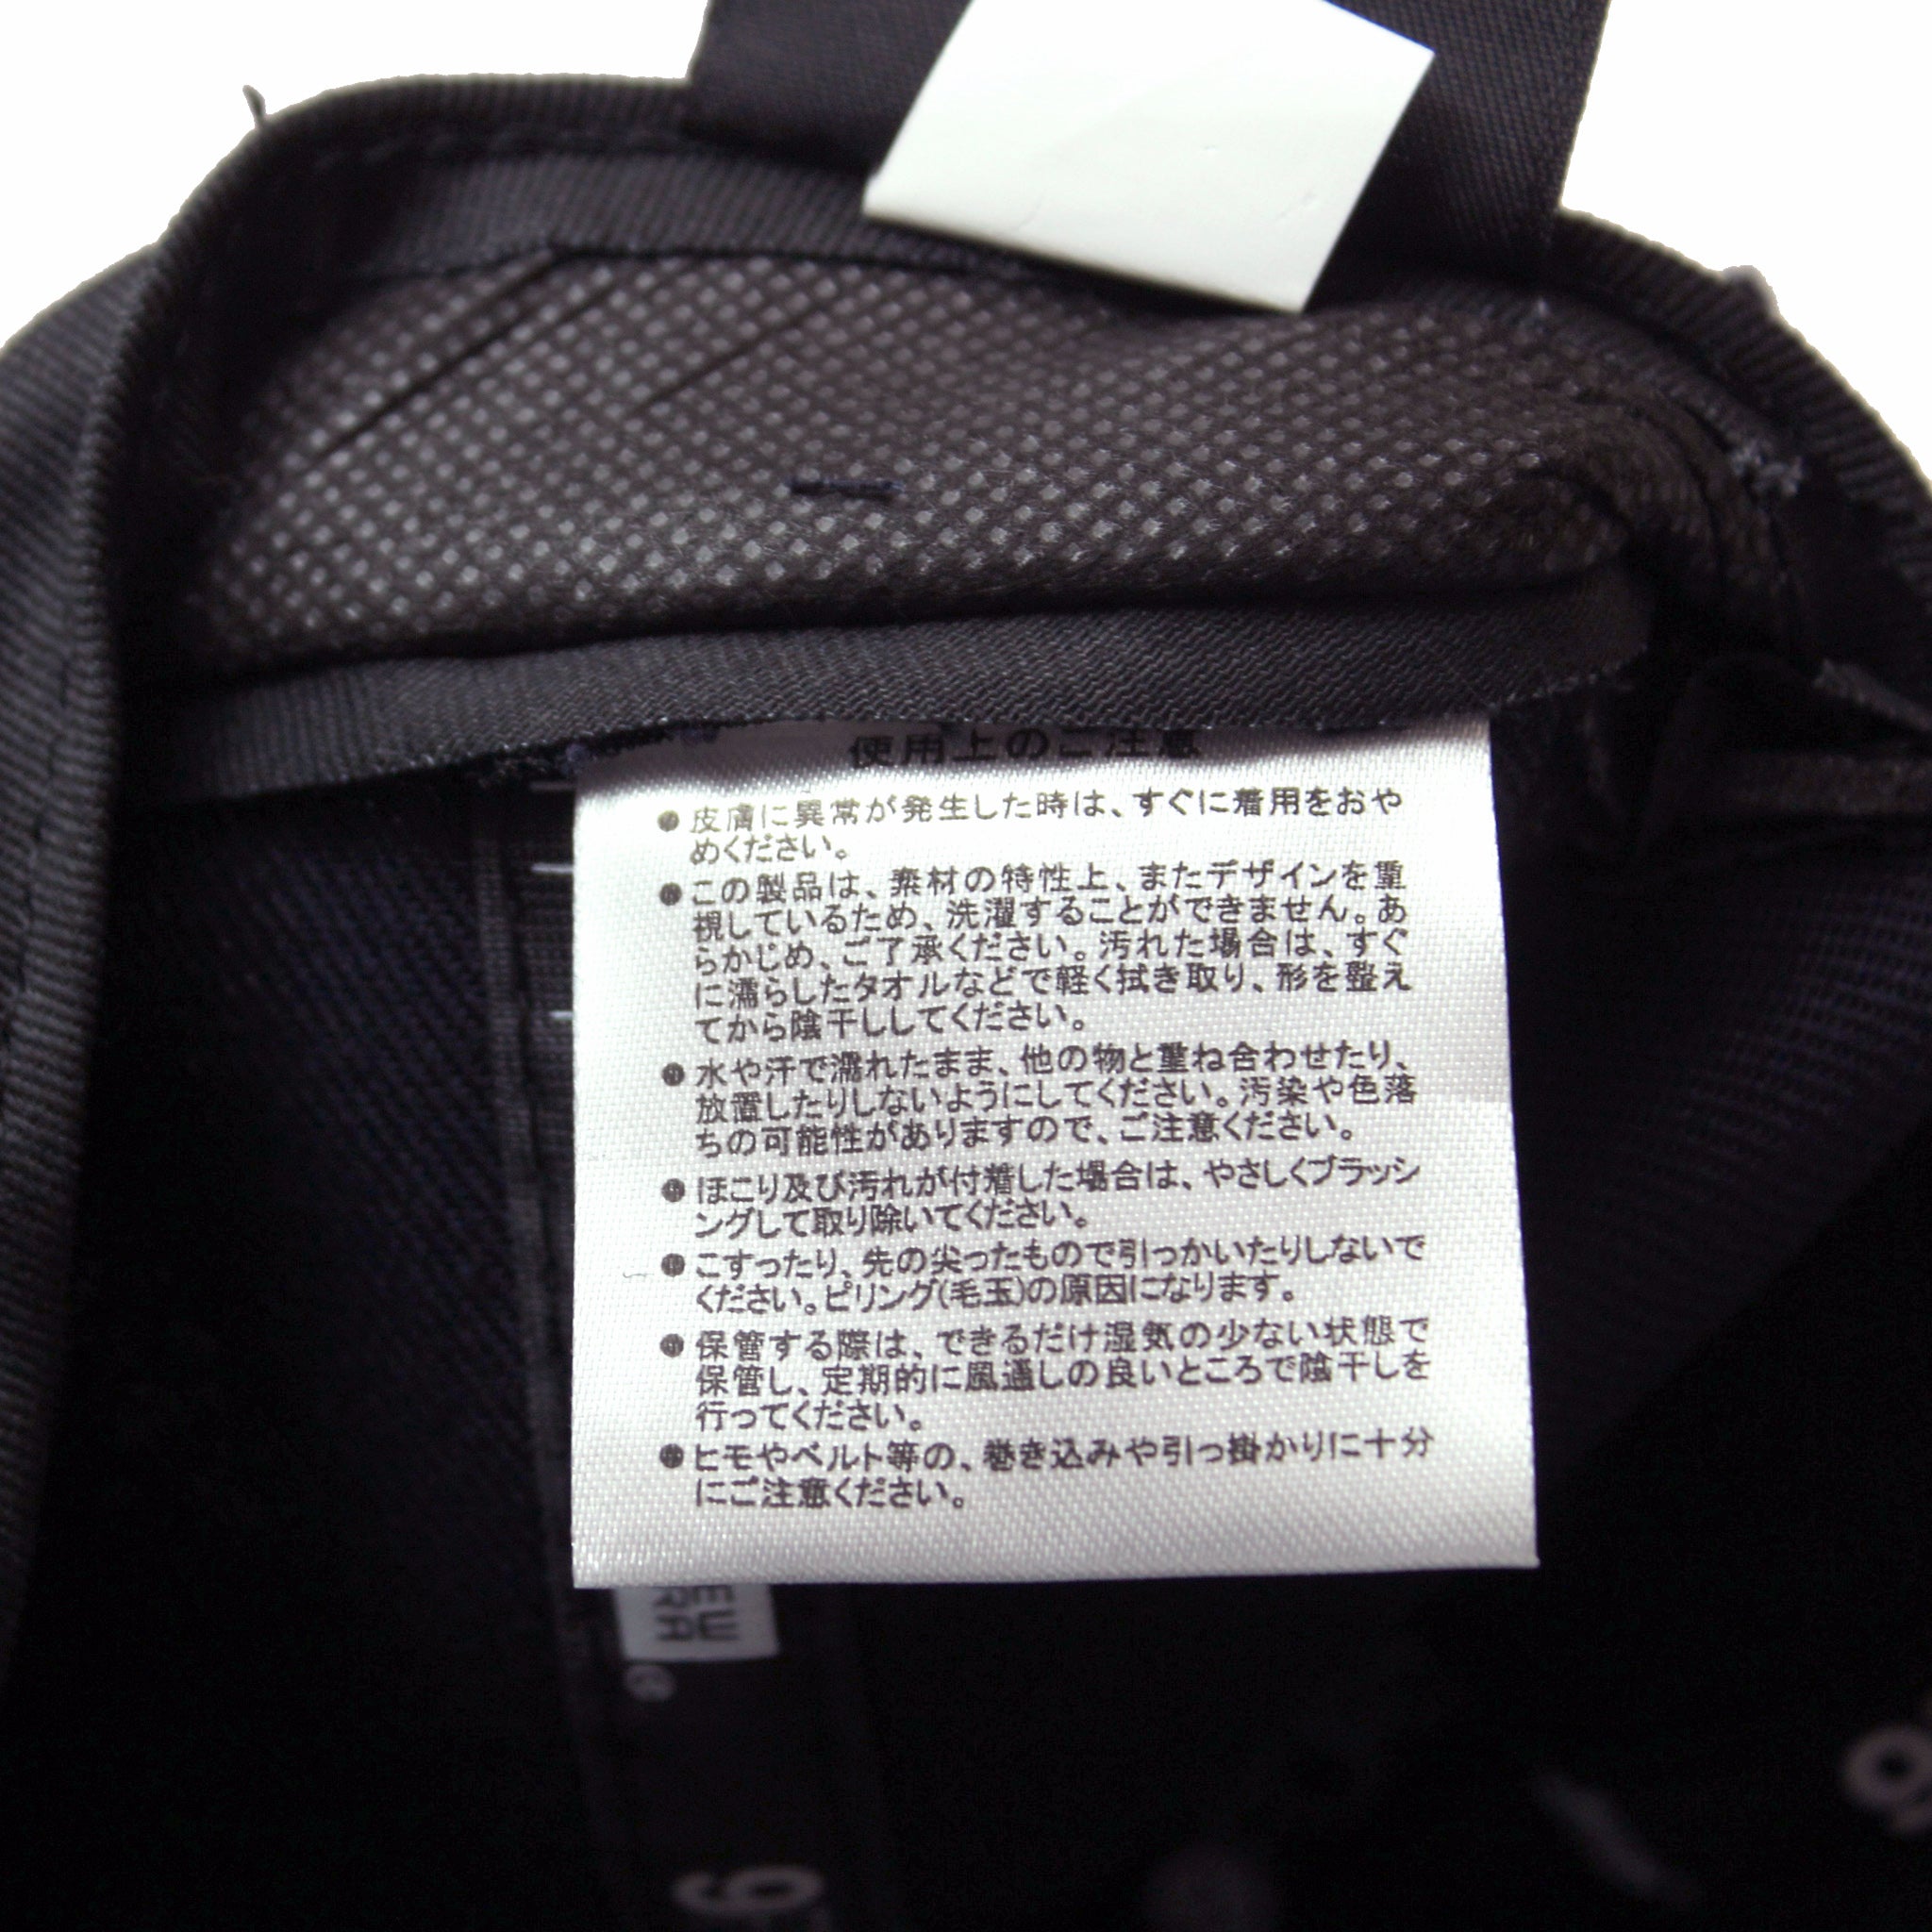 使用上のご注意
●皮膚に異常が発生した時は、すぐに着用をおや
めください。
●この製品は、素材の特性上、またデザインを重
視しているため、洗濯することができません。あ
らかじめ、ご了承ください。汚れた場合は、すぐ
に濡らしたタオルなどで軽く拭き取り、形を整え
てから陰干ししてください。
●水や汗で濡れたまま、他の物と重ね合わせたり、
放置したりしないようにしてください。汚染や色落
ちの可能性がありますので、ご注意ください。
●ほこり及び汚れが付着した場合は、やさしくブラッシ
ングして取り除いてください。
●こすったり、先の尖ったもので引っかいたりしないで
ください。ピリング(毛玉)の原因になります。
●保管する際は、できるだけ湿気の少ない状態で
保管し、定期的に風通しの良いところで陰干しを
行ってください。
●ヒモやベルト等の、巻き込みや引っ掛かりに十分
にご注意ください。
EW
RA
9